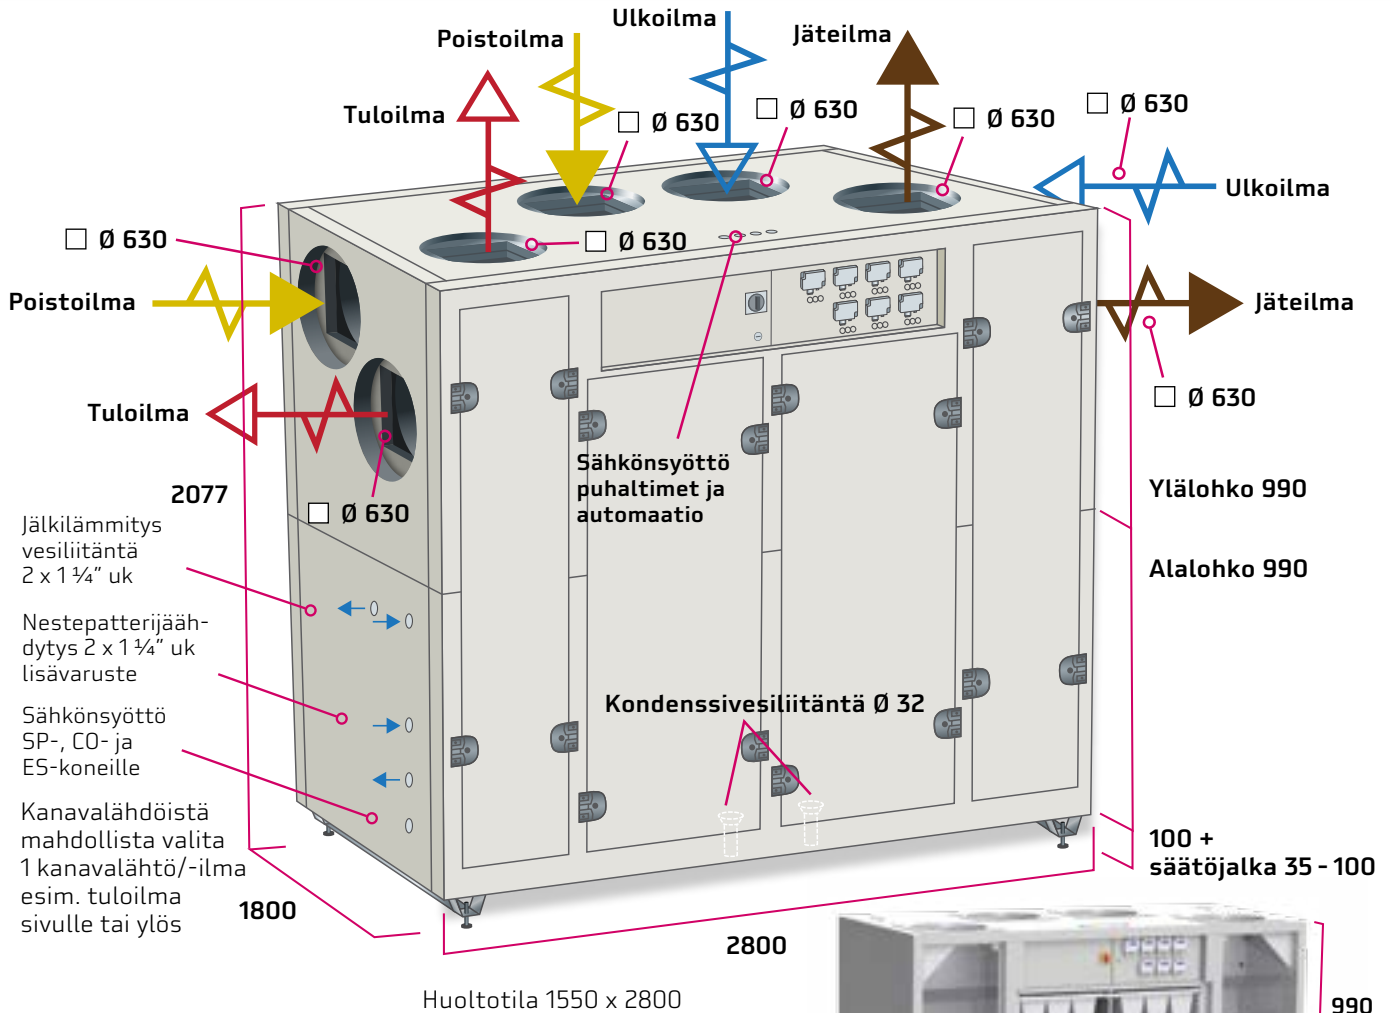 Ulkoilma
Poistoilma
Jäteilma
Tuloilma
Ø 630
Ø 630
Ø 630
Ø 630
Ulkoilma
Ø 630
Ø 630
Poistoilma
Jäteilma
Ø 630
Tuloilma
Sähkönsyöttö
puhaltimet ja
automaatio
2077
Ø 630
Ylälohko 990
Jälkilämmitys
vesiliitäntä
2 x 1 ¼” uk
Alalohko 990
Nestepatterijääh-
dytys 2 x 1 ¼” uk
lisävaruste
Kondenssivesiliitäntä Ø 32
Sähkönsyöttö
SP-, CO- ja
ES-koneille
Kanavalähdöistä
mahdollista valita
1 kanavalähtö/-ilma
esim. tuloilma
sivulle tai ylös
100 +
säätöjalka 35 – 100
1800
2800
Huoltotila 1550 x 2800
990